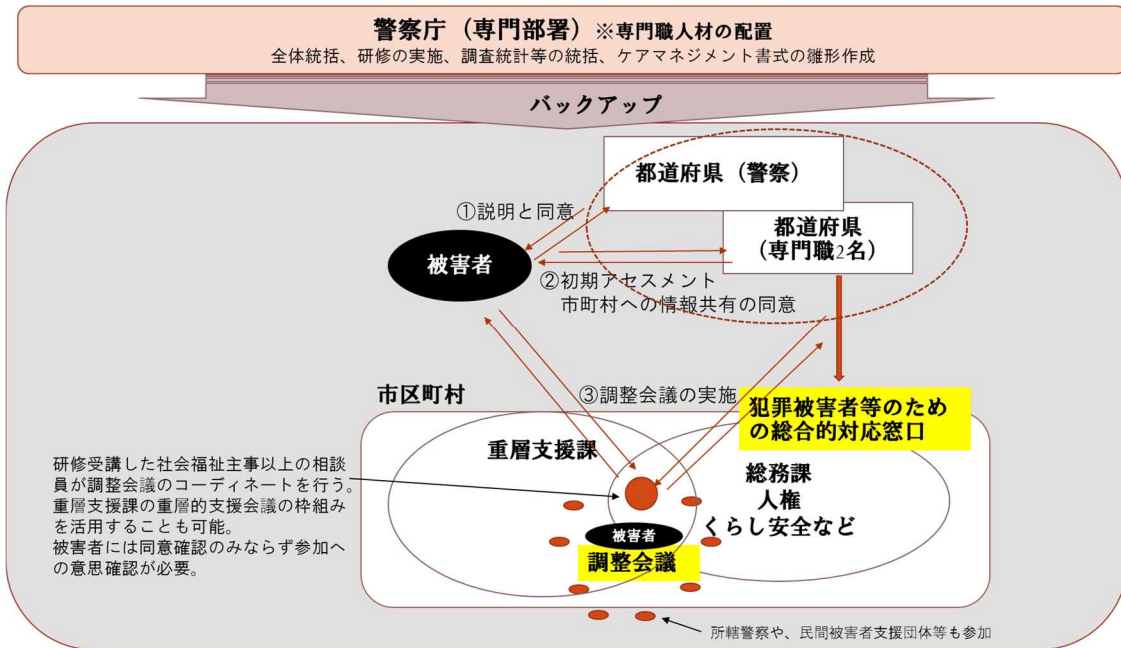 警察庁（専門部署）※専門職人材の配置
全体統括、研修の実施、調査統計等の統括、ケアマネジメント書式の雛形作成
バックアップ
都道府県（警察）
①説明と同意
都道府県
（専門職2名）
被害者
②初期アセスメント
市町村への情報共有の同意
市区町村
③調整会議の実施
犯罪被害者等のため
の総合的対応窓口
重層支援課
総務課
人権
くらし安全など
研修受講した社会福祉主事以上の相談
員が調整会議のコーディネートを行う。
重層支援課の重層的支援会議の枠組み
を活用することも可能。
被害者には同意確認のみならず参加へ
の意思確認が必要。
被害者
調整会議
所轄警察や、民間被害者支援団体等も参加